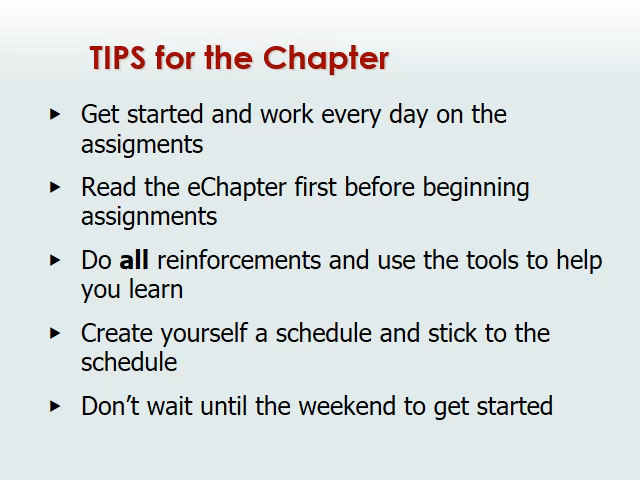 TIPS for the Chapter
Get started and work every day on the
assigments
Read the eChapter first before beginning
assignments
Do all reinforcements and use the tools to help
you learn
Create yourself a schedule and stick to the
schedule
Don’t wait until the weekend to get started